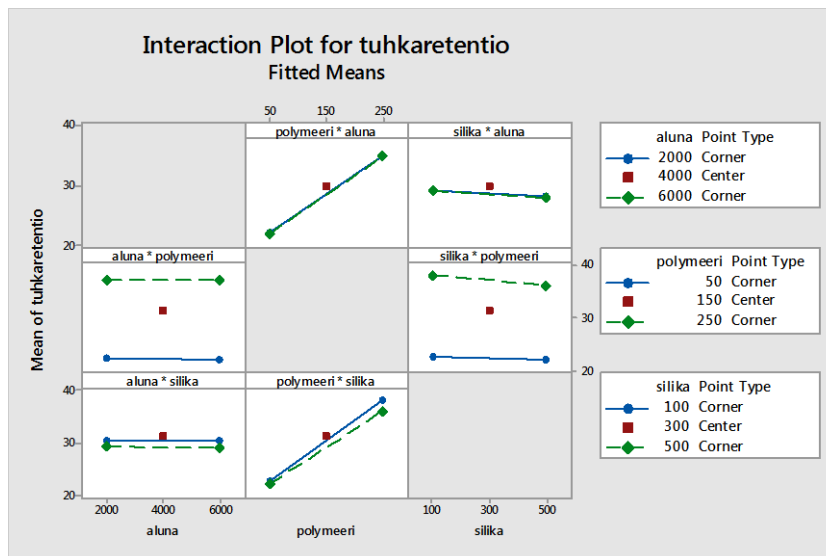 Interaction Plot for tuhkaretentio
Fitted Means
50 150 250
40
30
20
polymeeri * aluna
silika * aluna
aluna Point Type
2000 Corner
4000 Center
6000 Corner
Mean of tuhkaretentio
aluna * polymeeri
silika * polymeeri
40
30
20
polymeeri Point Type
50 Corner
150 Center
250 Corner
aluna * silika
polymeeri * silika
40
30
20
silika Point Type
100 Corner
300 Center
500 Corner
2000 4000 6000
100 300 500
aluna
polymeeri
silika